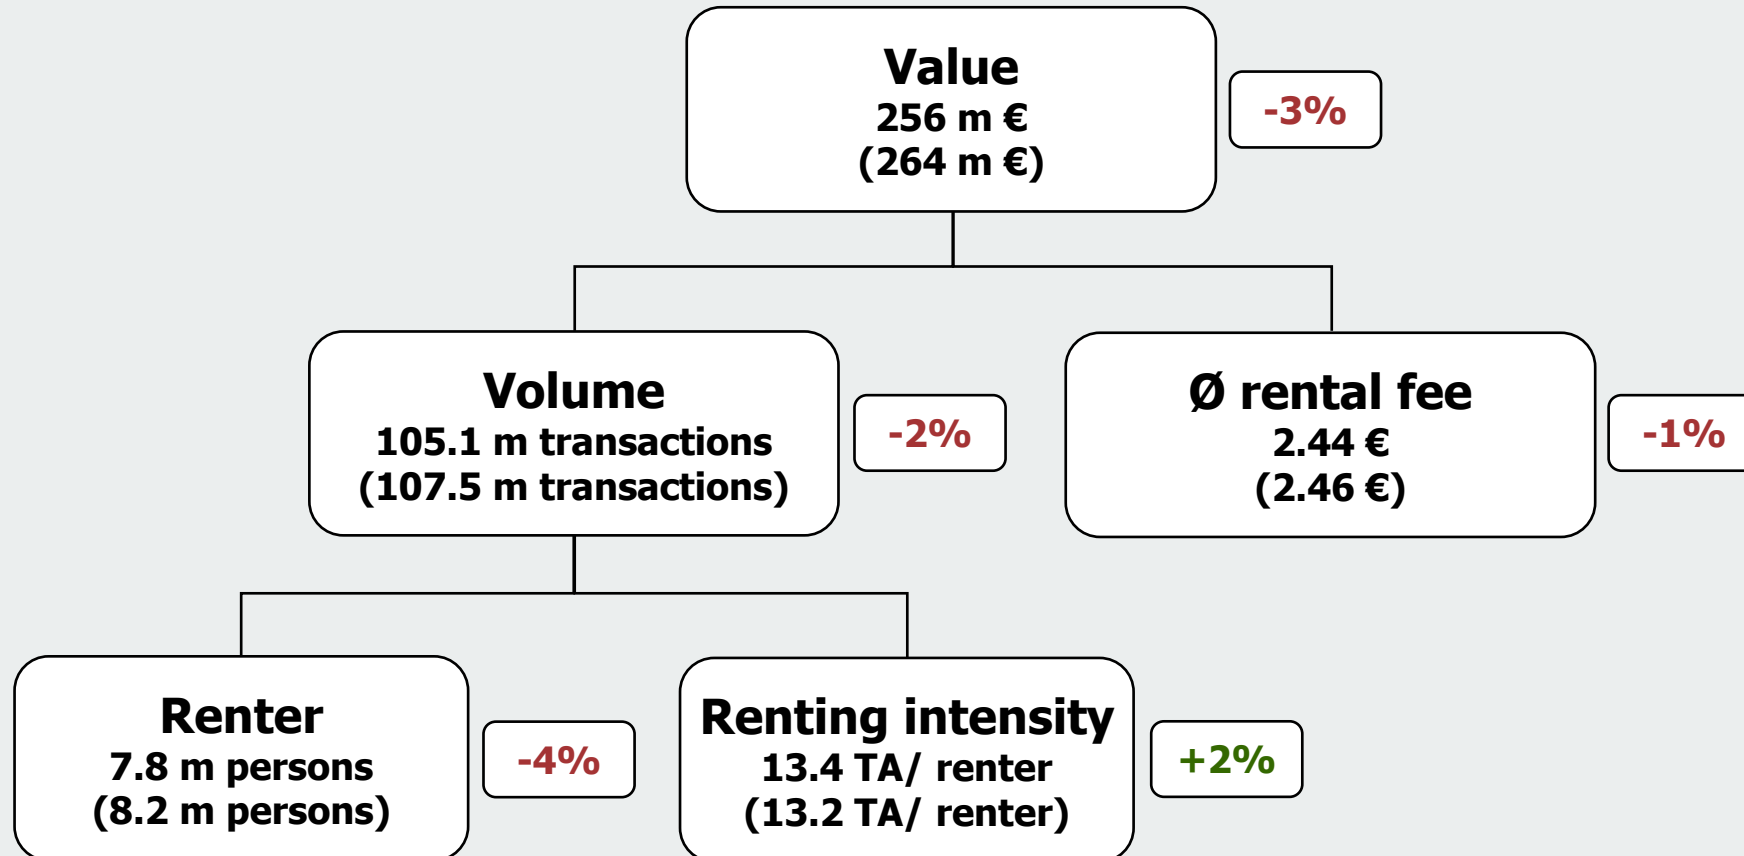 Value
256 m €
(264 m €)
-3%
Volume
105.1 m transactions
(107.5 m transactions)
-2%
Ø rental fee
2.44 €
(2.46 €)
-1%
Renter
7.8 m persons
(8.2 m persons)
-4%
Renting intensity
13.4 TA/ renter
(13.2 TA/ renter)
+2%